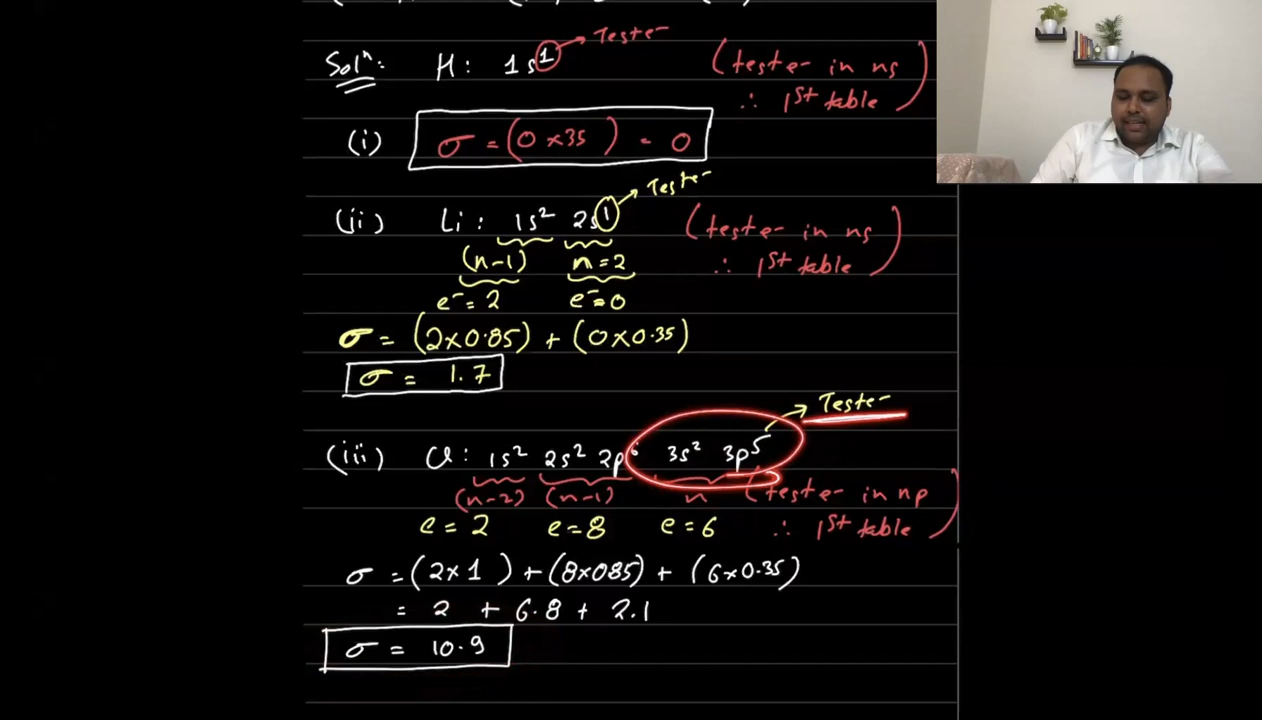 Solⁿ: H: 1s¹ → Tester (tester in ns
∴ 1st table)
(i) σ = (0×35) = 0
(ii) Li: 1s² 2s¹ → Tester (tester in ns
(n-1) n=2 ∴ 1st table)
e⁻=2 e⁻=0
σ = (2×0.85) + (0×0.35)
σ = 1.7
(iii) Cl: 1s² 2s² 2p⁶ 3s² 3p⁵ → Tester
(n-2) (n-1) n (tester in np
e=2 e=8 e=6 ∴ 1st table)
σ = (2×1) + (8×085) + (6×0.35)
= 2 + 6.8 + 2.1
σ = 10.9